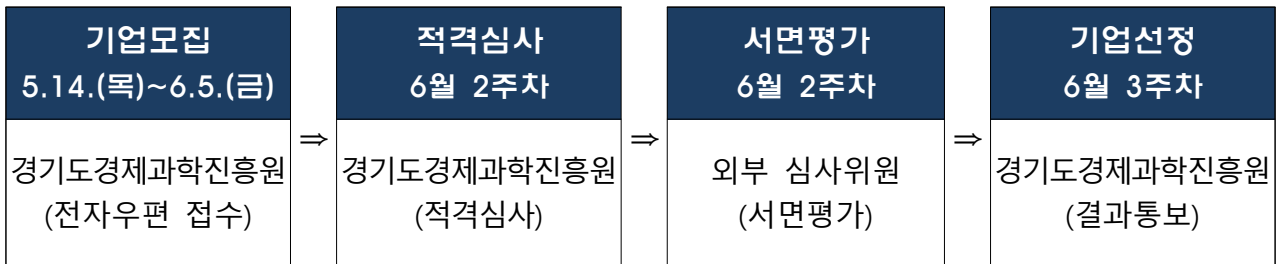 기업모집
5.14.(목)~6.5.(금)
경기도경제과학진흥원
(전자우편 접수)
⇒
적격심사
6월 2주차
경기도경제과학진흥원
(적격심사)
⇒
서면평가
6월 2주차
외부 심사위원
(서면평가)
⇒
기업선정
6월 3주차
경기도경제과학진흥원
(결과통보)